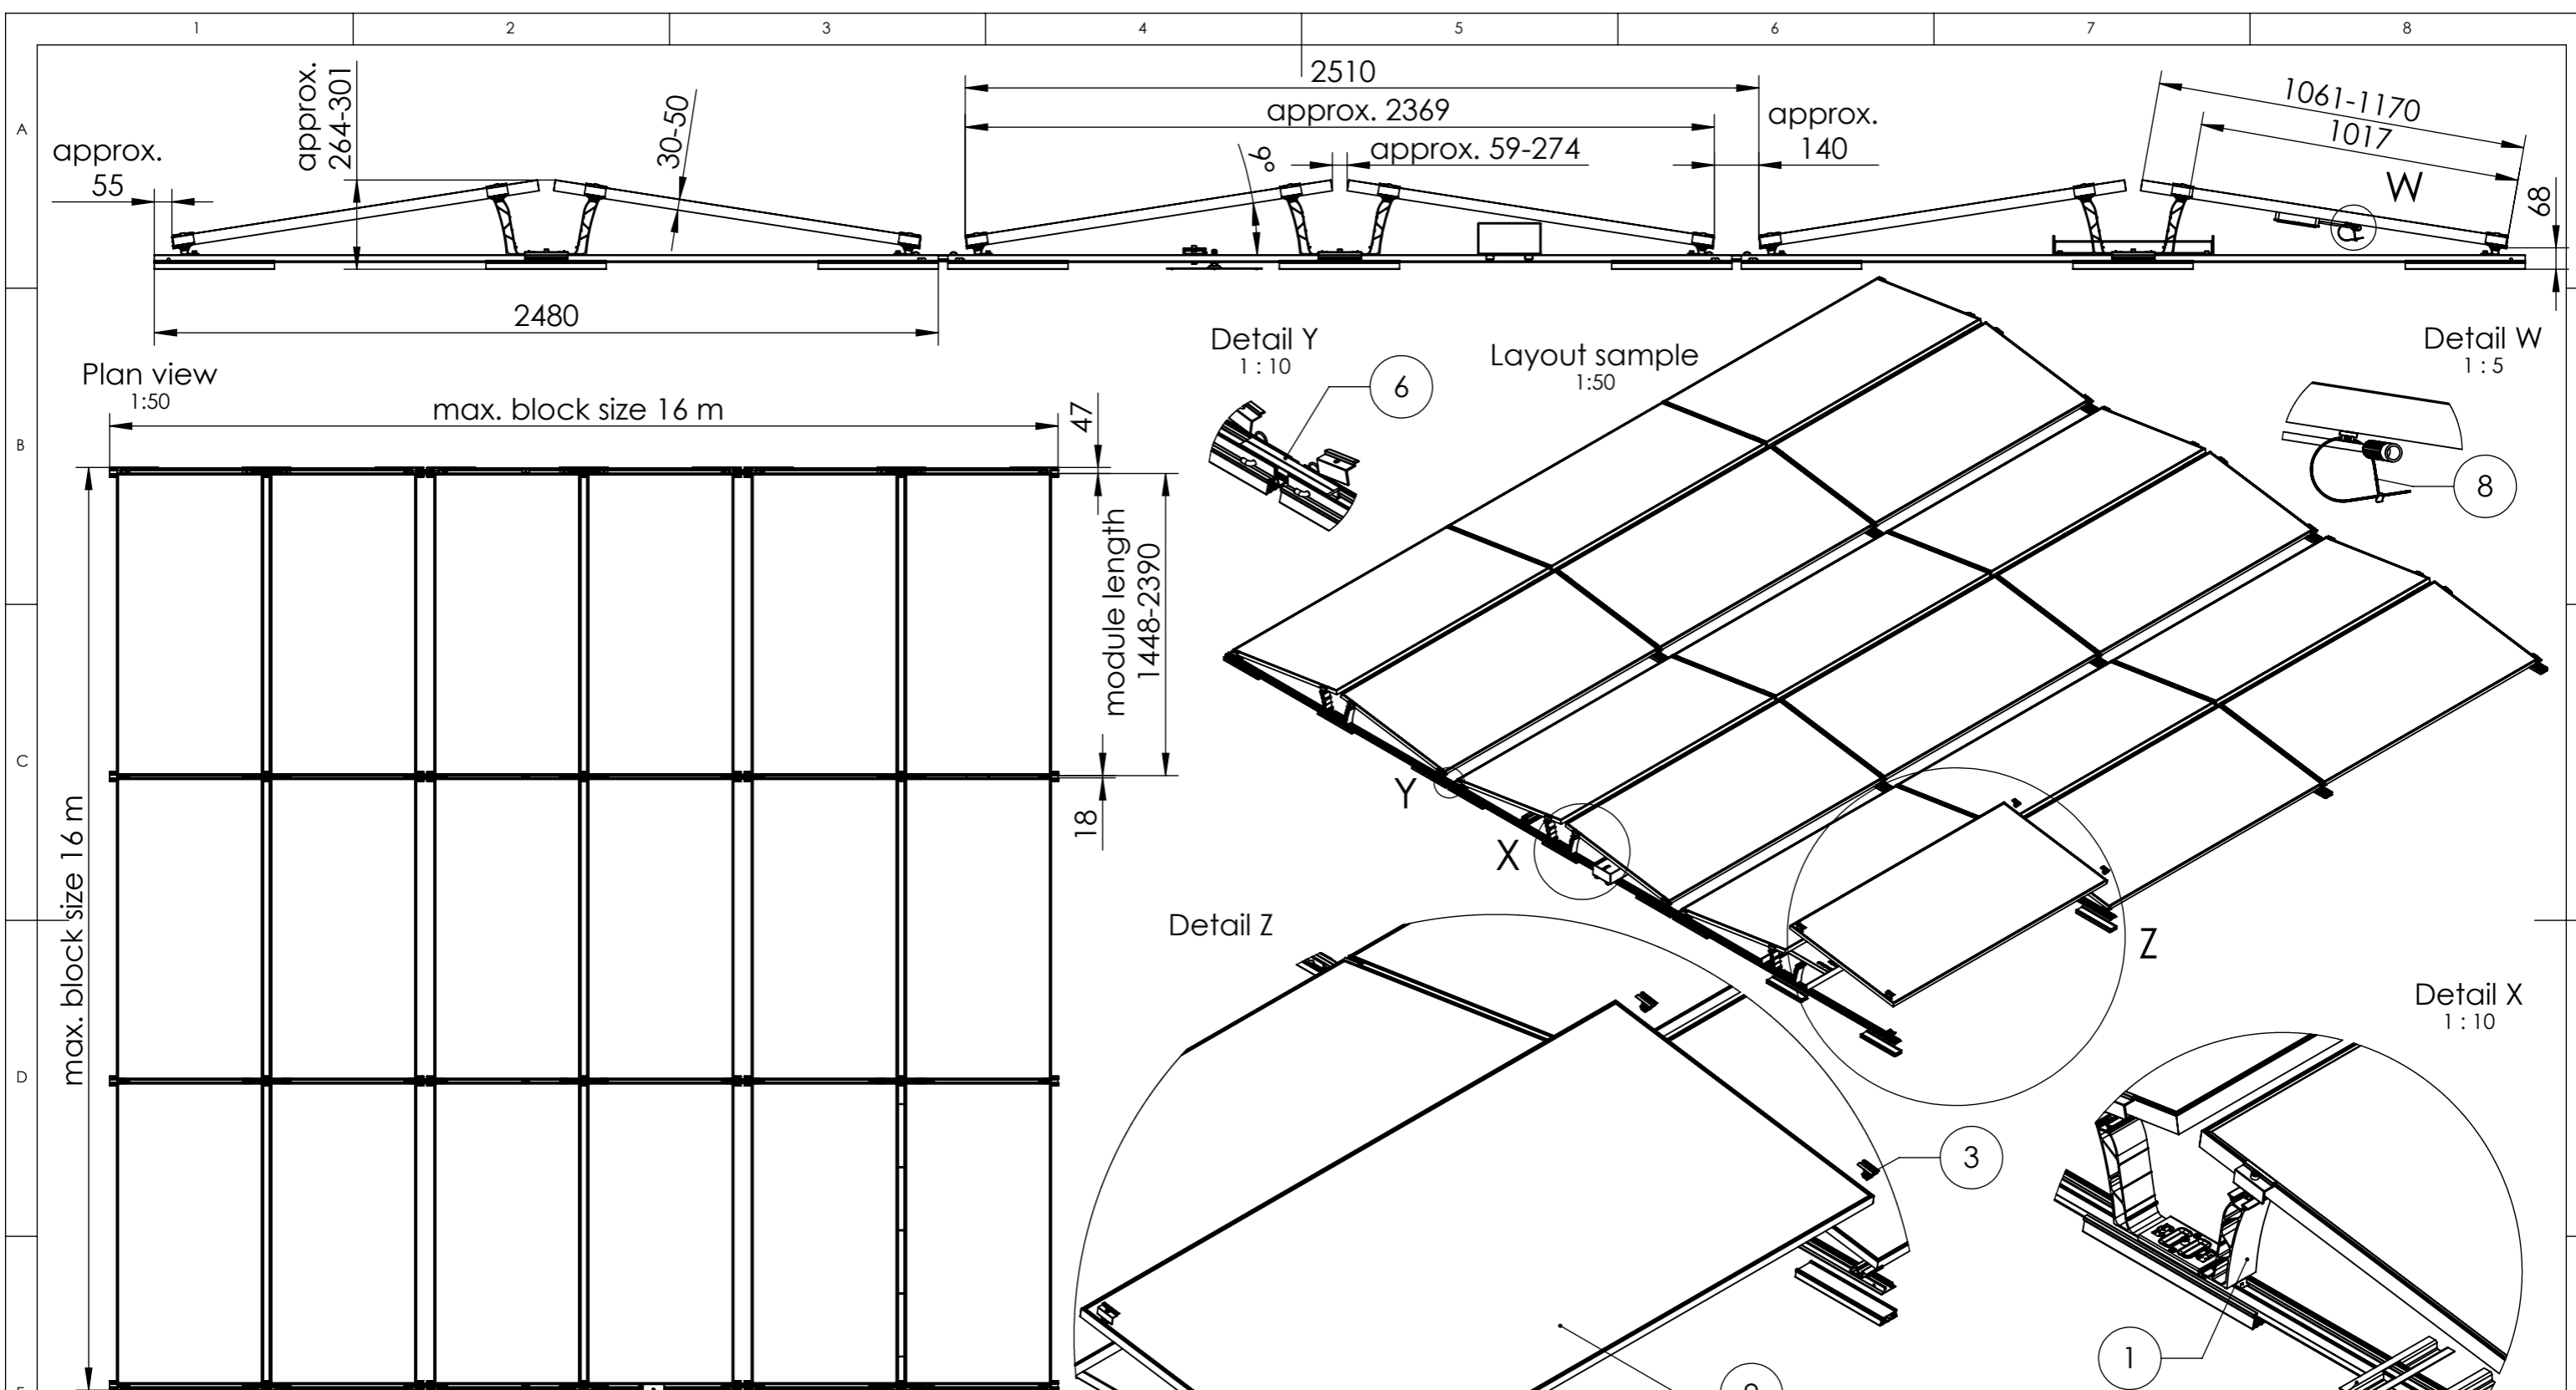 1 2 3 4 5 6 7 8
A
B
C
D
approx.
55
approx.
264-301
30-50
2510
approx. 2369
9°
approx. 59-274
approx.
140
1061-1170
1017
W
68
2480
Plan view
1:50
max. block size 16 m
47
module length
1448-2390
18
max. block size 16 m
Detail Y
1 : 10
6
Layout sample
1:50
Detail W
1 : 5
8
Y
X
Z
Detail Z
3
Detail X
1 : 10
1